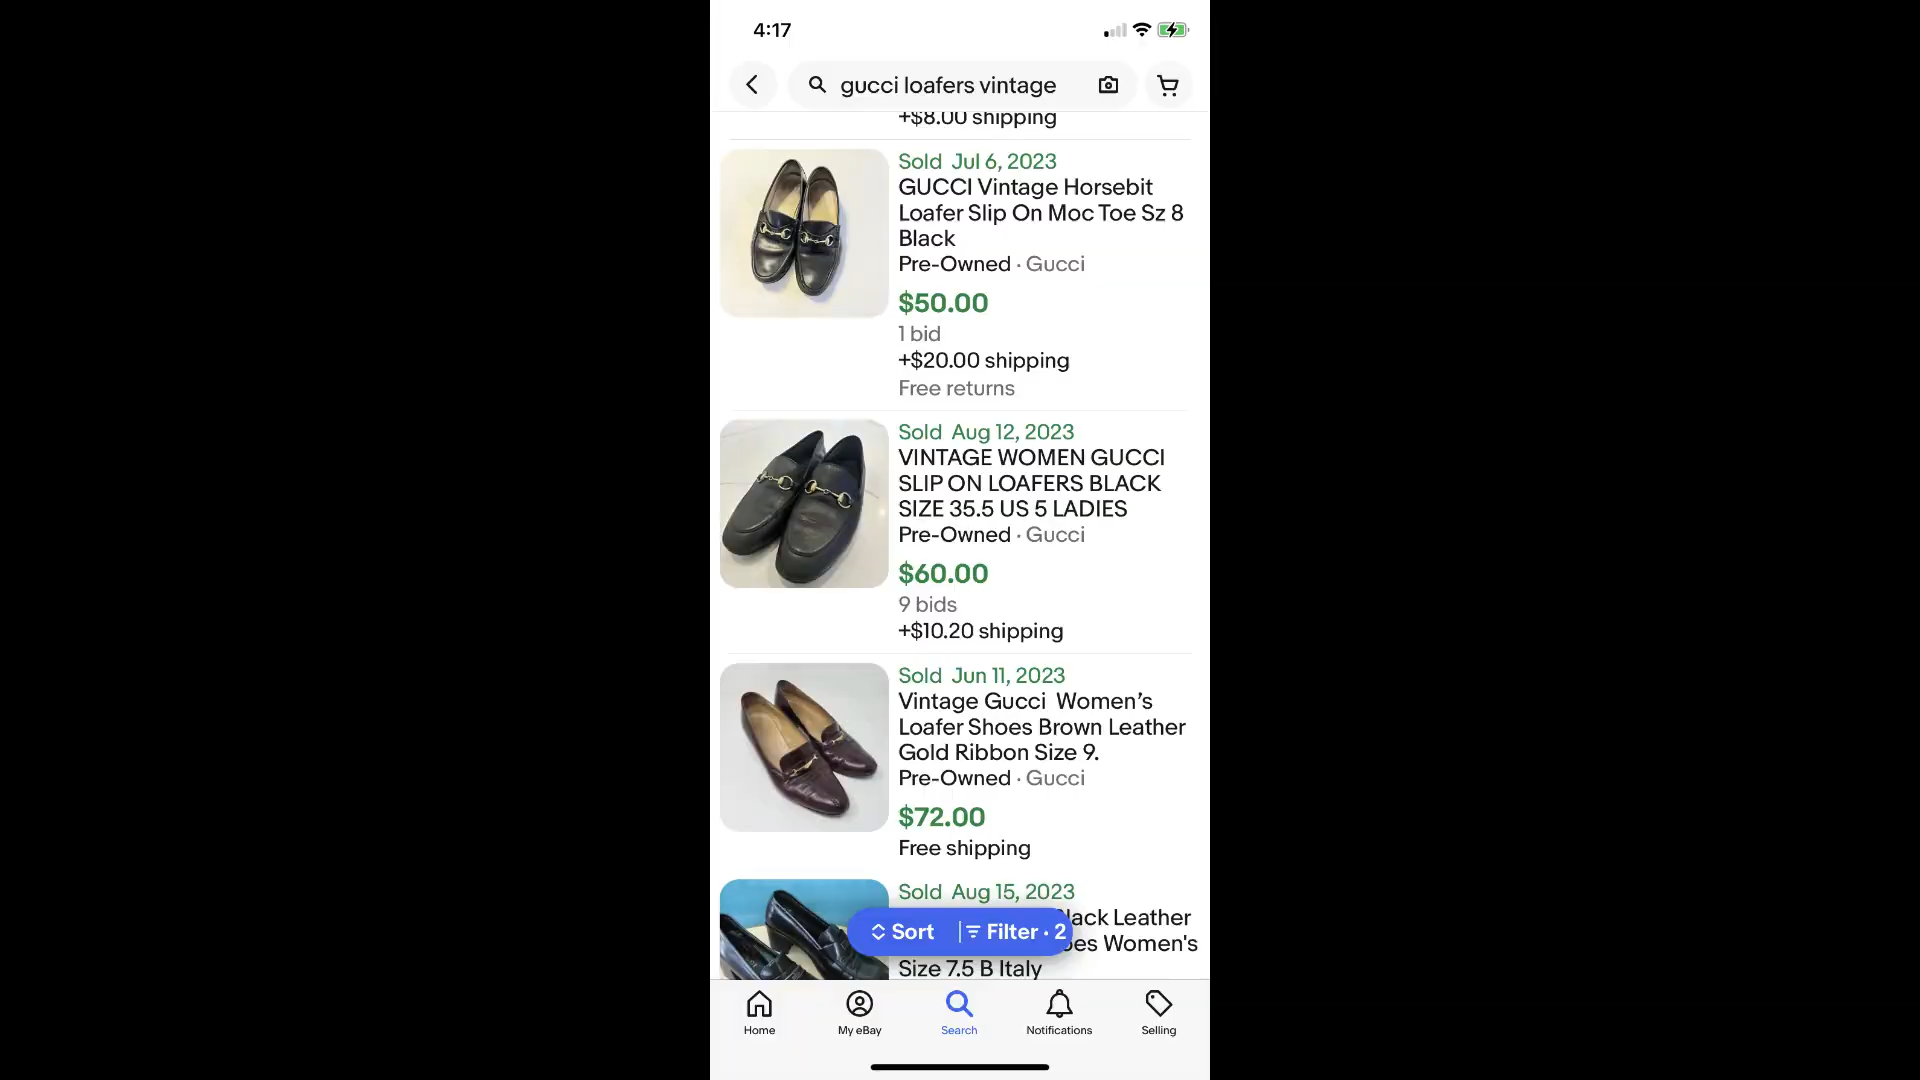 4:17
gucci loafers vintage
+$8.00 shipping
Sold Jul 6, 2023
GUCCI Vintage Horsebit
Loafer Slip On Moc Toe Sz 8
Black
Pre-Owned · Gucci
$50.00
1 bid
+$20.00 shipping
Free returns
Sold Aug 12, 2023
VINTAGE WOMEN GUCCI
SLIP ON LOAFERS BLACK
SIZE 35.5 US 5 LADIES
Pre-Owned · Gucci
$60.00
9 bids
+$10.20 shipping
Sold Jun 11, 2023
Vintage Gucci Women’s
Loafer Shoes Brown Leather
Gold Ribbon Size 9.
Pre-Owned · Gucci
$72.00
Free shipping
Sold Aug 15, 2023
Leather
Women's
Size 7.5 B Italy
Sort
Filter · 2
Home
My eBay
Search
Notifications
Selling